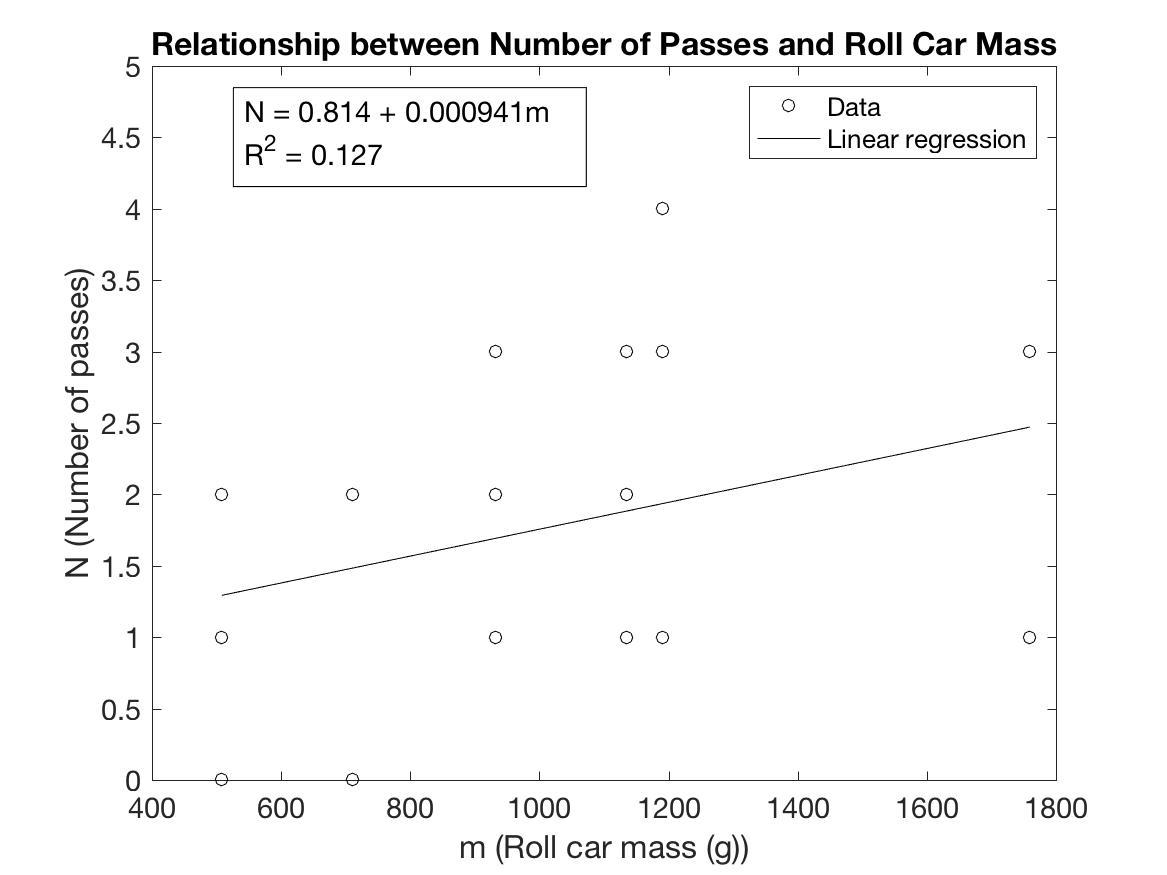 Relationship between Number of Passes and Roll Car Mass
5
4.5
4
3.5
3
2.5
2
1.5
1
0.5
0
N (Number of passes)
N = 0.814 + 0.000941m
R² = 0.127
Data
Linear regression
400 600 800 1000 1200 1400 1600 1800
m (Roll car mass (g))